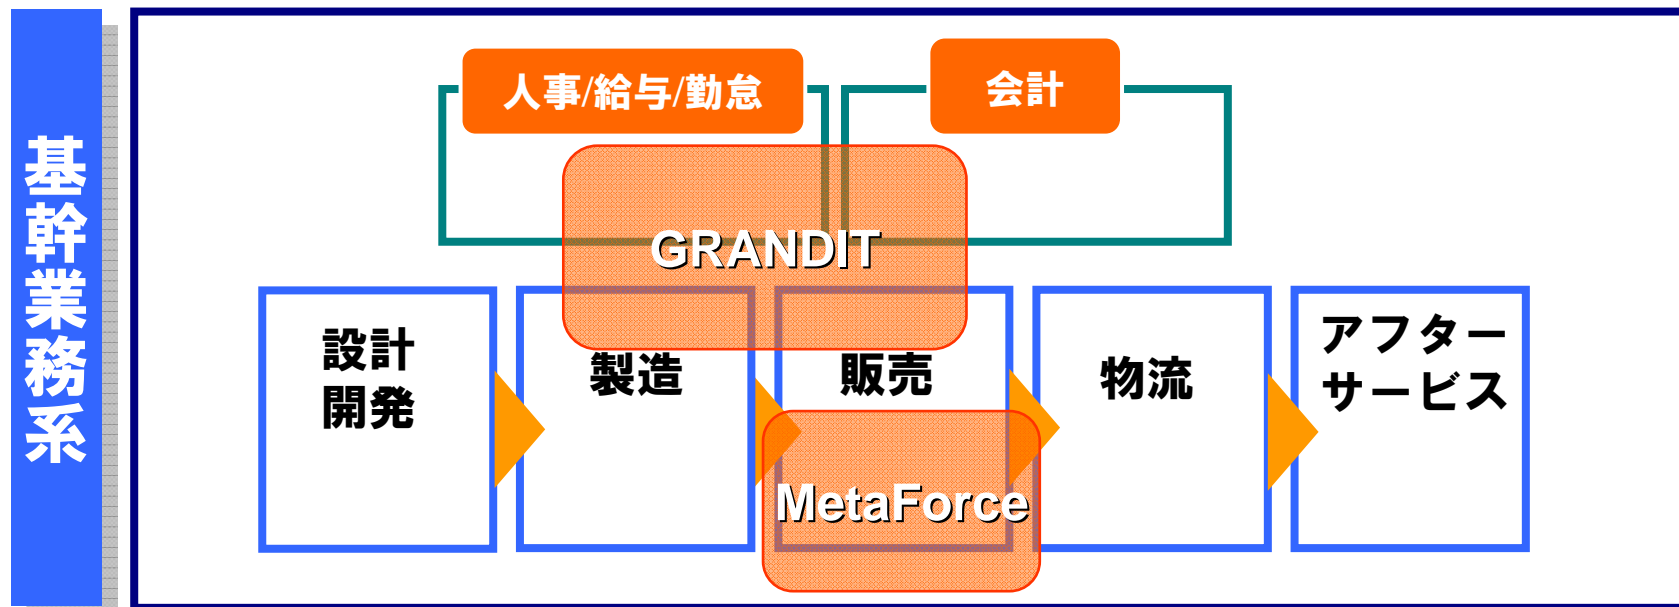 基幹業務系
人事/給与/勤怠
会計
GRANDIT
設計
開発
製造
販売
物流
アフター
サービス
MetaForce